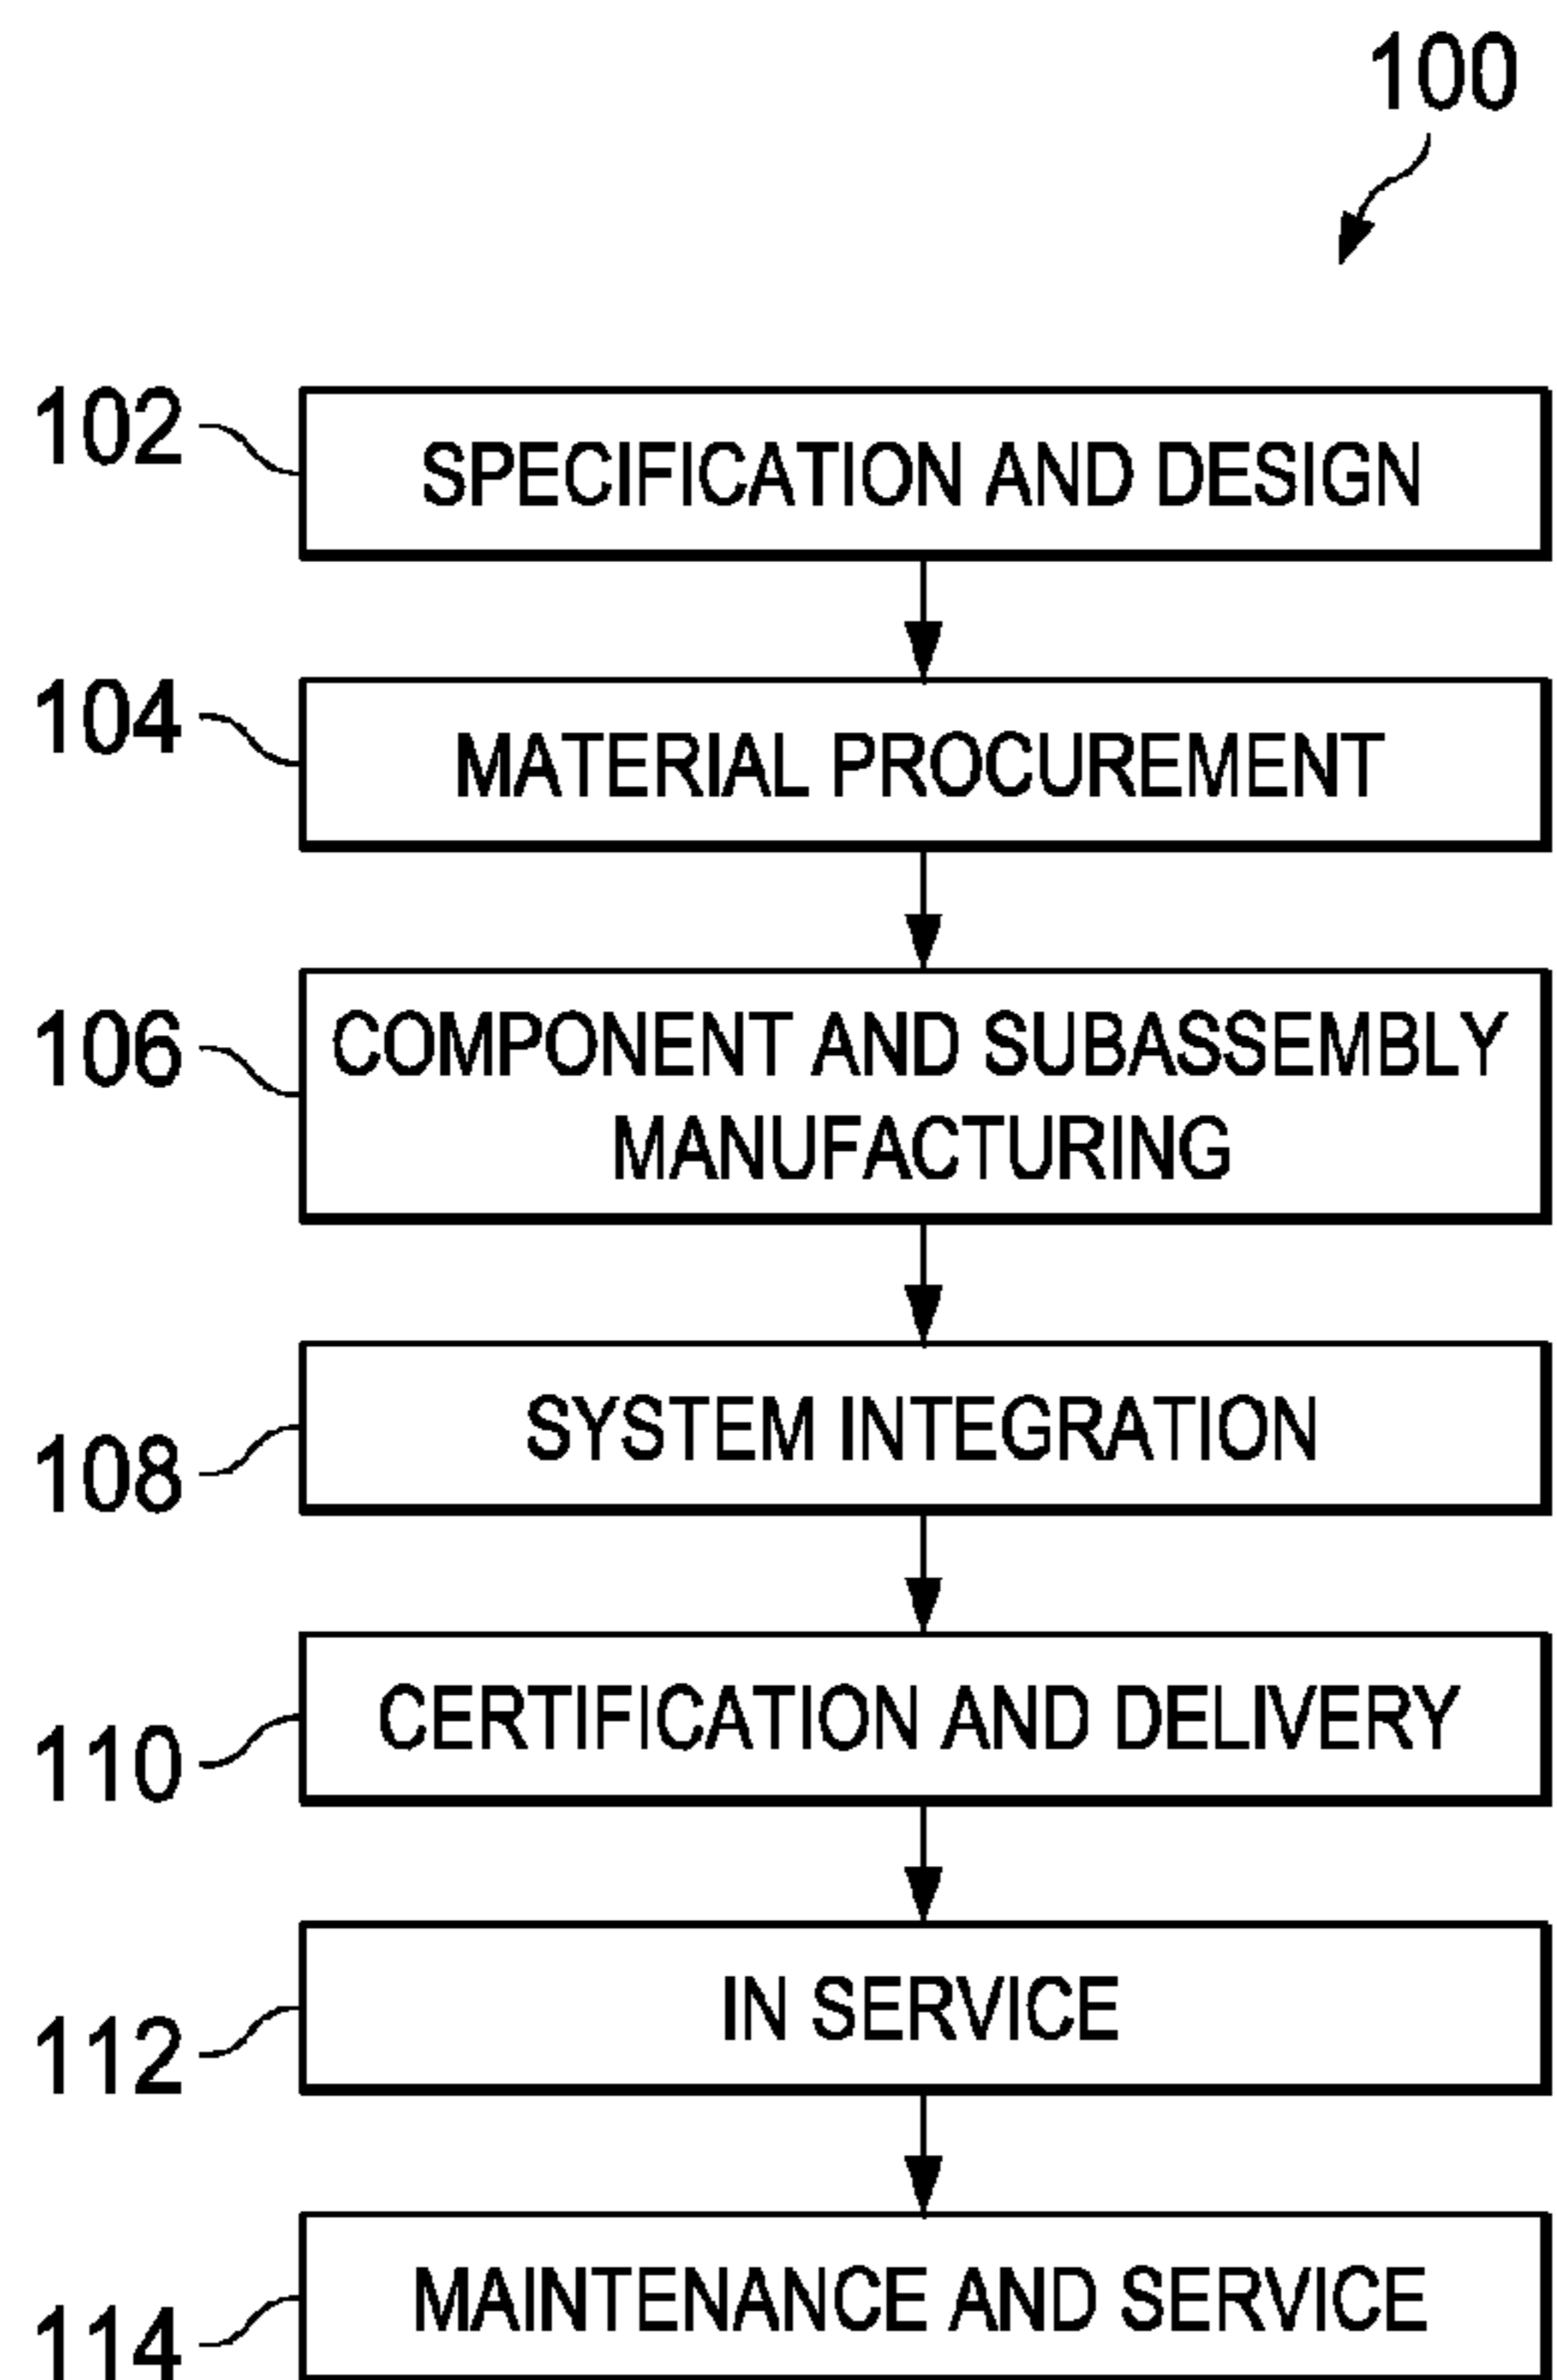 100
102
SPECIFICATION AND DESIGN
104
MATERIAL PROCUREMENT
106
COMPONENT AND SUBASSEMBLY
MANUFACTURING
108
SYSTEM INTEGRATION
110
CERTIFICATION AND DELIVERY
112
IN SERVICE
114
MAINTENANCE AND SERVICE